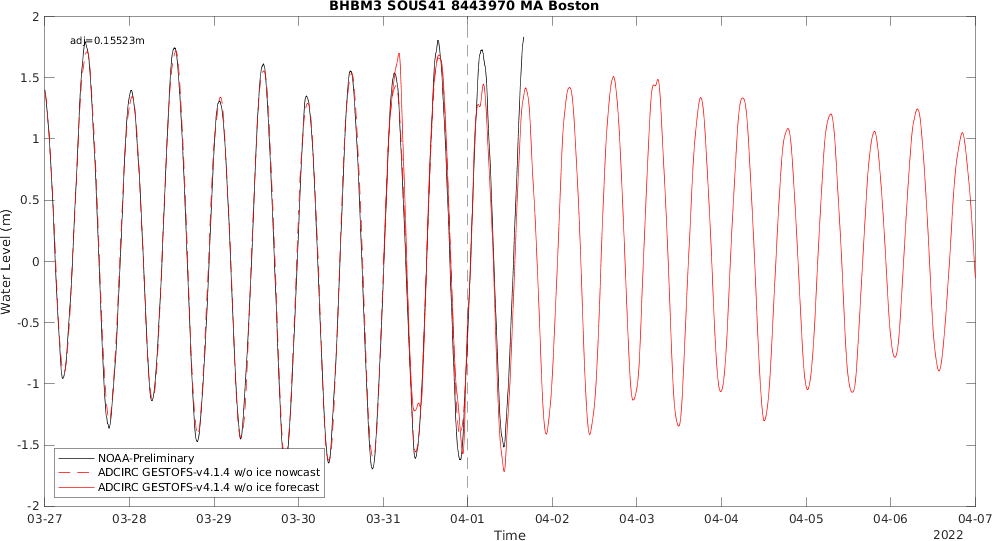 BHBM3 SOUS41 8443970 MA Boston
adj=0.15523m
2
1.5
1
0.5
0
-0.5
-1
-1.5
-2
Water Level (m)
NOAA-Preliminary
ADCIRC GESTOFS-v4.1.4 w/o ice nowcast
ADCIRC GESTOFS-v4.1.4 w/o ice forecast
03-27 03-28 03-29 03-30 03-31 04-01 04-02 04-03 04-04 04-05 04-06 04-07
Time
2022